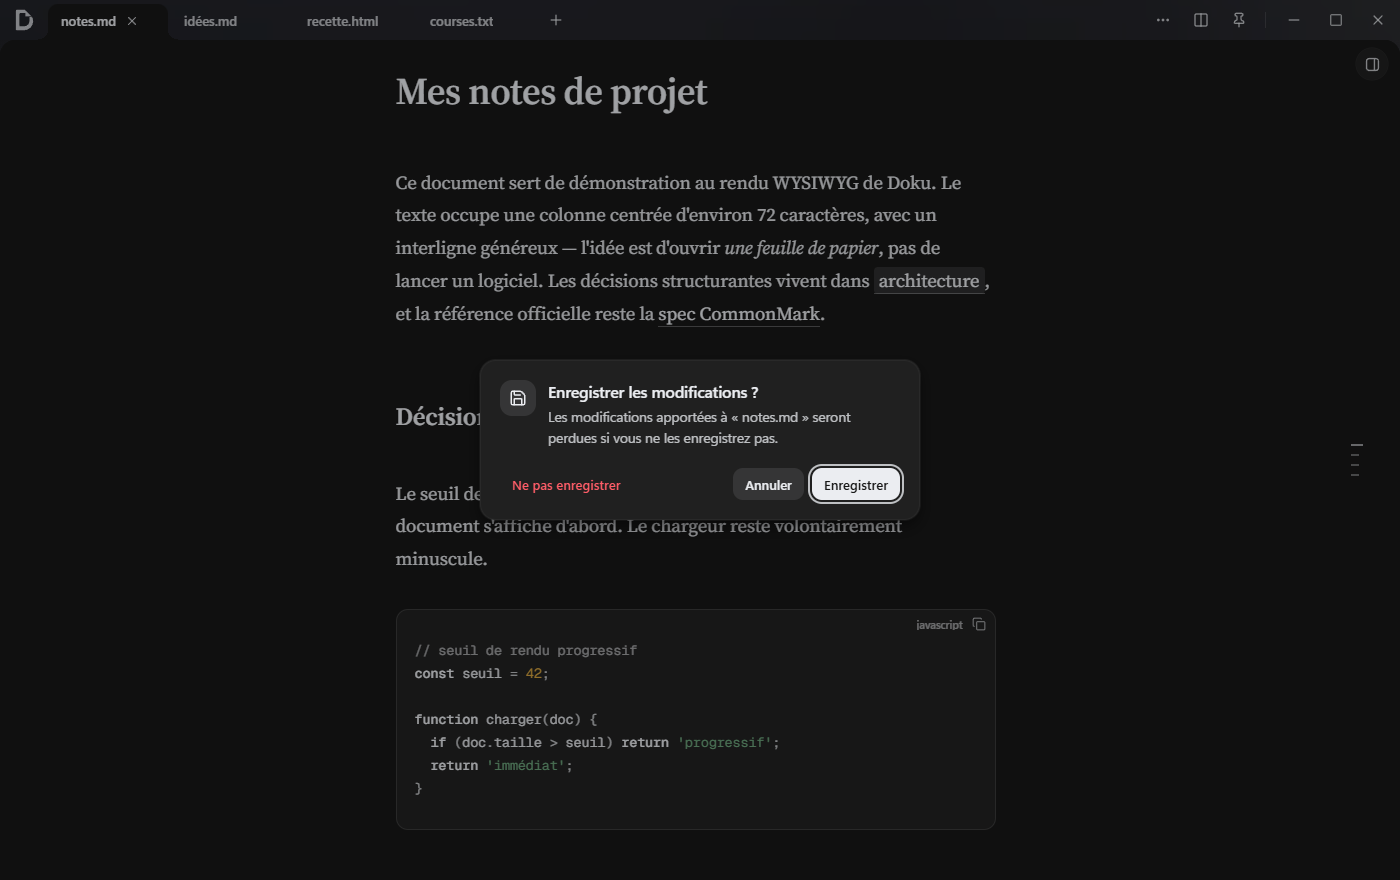 notes.md
idées.md
recette.html
courses.txt
Mes notes de projet
Ce document sert de démonstration au rendu WYSIWYG de Doku. Le
texte occupe une colonne centrée d'environ 72 caractères, avec un
interligne généreux — l'idée est d'ouvrir une feuille de papier, pas de
lancer un logiciel. Les décisions structurantes vivent dans architecture ,
et la référence officielle reste la spec CommonMark.
Enregistrer les modifications ?
Les modifications apportées à « notes.md » seront
perdues si vous ne les enregistrez pas.
Ne pas enregistrer
Annuler
Enregistrer
Le seuil
document s'affiche d'abord. Le chargeur reste volontairement
minuscule.
javascript
// seuil de rendu progressif
const seuil = 42;
function charger(doc) {
  if (doc.taille > seuil) return 'progressif';
  return 'immédiat';
}